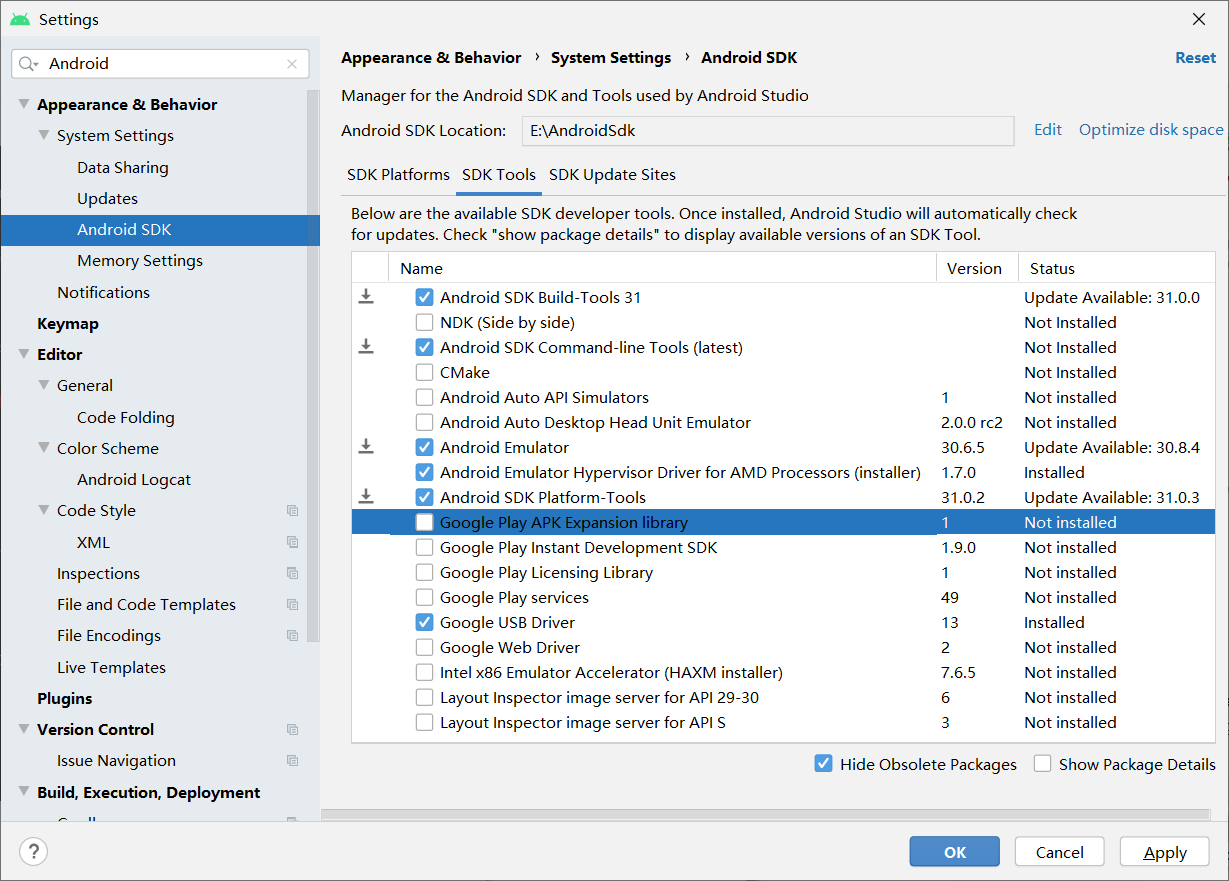 Settings
Android
Appearance & Behavior
System Settings
Data Sharing
Updates
Android SDK
Memory Settings
Notifications
Keymap
Editor
General
Code Folding
Color Scheme
Android Logcat
Code Style
XML
Inspections
File and Code Templates
File Encodings
Live Templates
Plugins
Version Control
Issue Navigation
Build, Execution, Deployment
Appearance & Behavior › System Settings › Android SDK Reset
Manager for the Android SDK and Tools used by Android Studio
Android SDK Location: E:\AndroidSdk Edit Optimize disk space
SDK Platforms SDK Tools SDK Update Sites
Below are the available SDK developer tools. Once installed, Android Studio will automatically check
for updates. Check "show package details" to display available versions of an SDK Tool.
Name Version Status
Android SDK Build-Tools 31 Update Available: 31.0.0
NDK (Side by side) Not Installed
Android SDK Command-line Tools (latest) Not Installed
CMake Not Installed
Android Auto API Simulators 1 Not installed
Android Auto Desktop Head Unit Emulator 2.0.0 rc2 Not installed
Android Emulator 30.6.5 Update Available: 30.8.4
Android Emulator Hypervisor Driver for AMD Processors (installer) 1.7.0 Installed
Android SDK Platform-Tools 31.0.2 Update Available: 31.0.3
Google Play APK Expansion library 1 Not installed
Google Play Instant Development SDK 1.9.0 Not installed
Google Play Licensing Library 1 Not installed
Google Play services 49 Not installed
Google USB Driver 13 Installed
Google Web Driver 2 Not installed
Intel x86 Emulator Accelerator (HAXM installer) 7.6.5 Not installed
Layout Inspector image server for API 29-30 6 Not installed
Layout Inspector image server for API S 3 Not installed
Hide Obsolete Packages Show Package Details
? OK Cancel Apply